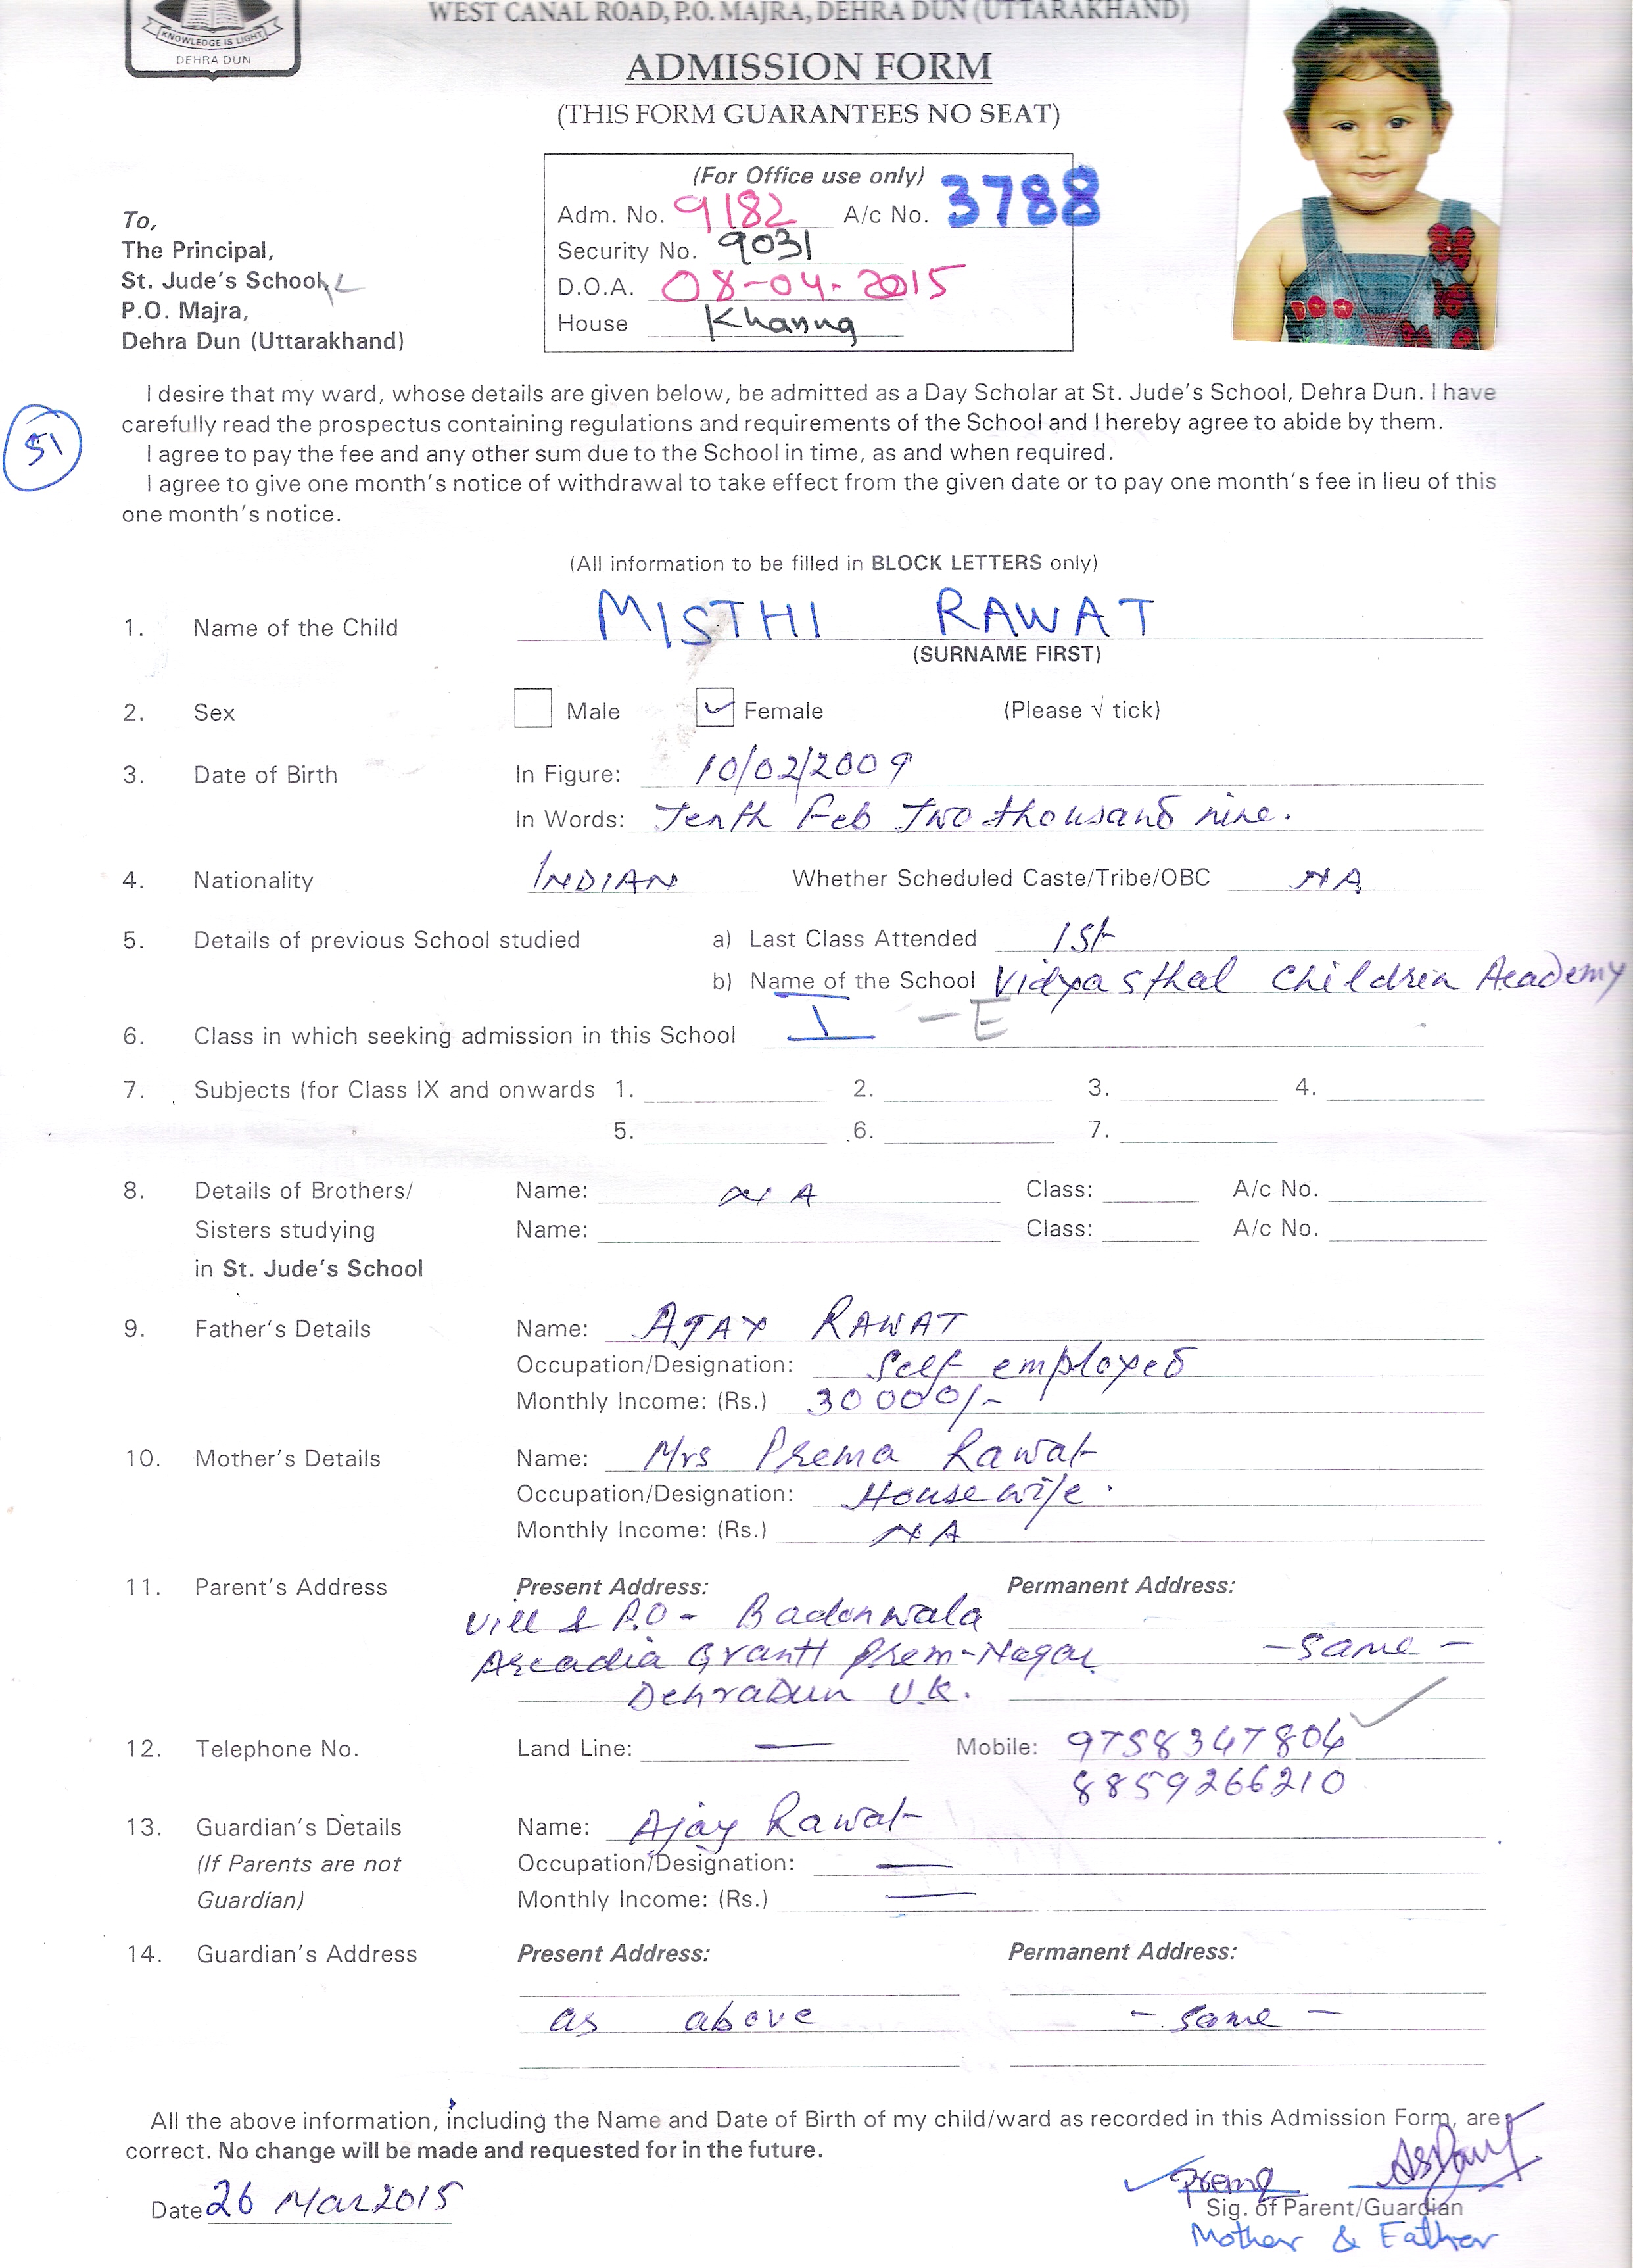 WEST CANAL ROAD, P.O. MAJRA, DEHRA DUN (UTTARAKHAND)
KNOWLEDGE IS LIGHT
DEHRA DUN
ADMISSION FORM
(THIS FORM GUARANTEES NO SEAT)
(For Office use only)
Adm. No. 9182 A/c No. 3788
Security No. 9031
D.O.A. 08-04-2015
House Khanna
To,
The Principal,
St. Jude's School,
P.O. Majra,
Dehra Dun (Uttarakhand)
I desire that my ward, whose details are given below, be admitted as a Day Scholar at St. Jude's School, Dehra Dun. I have
carefully read the prospectus containing regulations and requirements of the School and I hereby agree to abide by them.
51
I agree to pay the fee and any other sum due to the School in time, as and when required.
I agree to give one month's notice of withdrawal to take effect from the given date or to pay one month's fee in lieu of this
one month's notice.
(All information to be filled in BLOCK LETTERS only)
1. Name of the Child MISTHI RAWAT
(SURNAME FIRST)
2. Sex Male Female (Please √ tick)
3. Date of Birth In Figure: 10/02/2009
In Words: Tenth Feb Two thousand nine.
4. Nationality INDIAN Whether Scheduled Caste/Tribe/OBC NA
5. Details of previous School studied a) Last Class Attended 1st
b) Name of the School Vidyasthal Children Academy
6. Class in which seeking admission in this School I - E
7. Subjects (for Class IX and onwards 1. 2. 3. 4.
5. 6. 7.
8. Details of Brothers/ Name: NA Class: A/c No.
Sisters studying Name: Class: A/c No.
in St. Jude's School
9. Father's Details Name: AJAY RAWAT
Occupation/Designation: Self employed
Monthly Income: (Rs.) 30000/-
10. Mother's Details Name: Mrs Prema Rawat
Occupation/Designation: House wife.
Monthly Income: (Rs.) NA
11. Parent's Address Present Address: Permanent Address:
Vill & P.O - Badonwala
Arcadia Grantt Prem-Nagar - same -
DehraDun U.K.
12. Telephone No. Land Line: — Mobile: 9758347804
8859266210
13. Guardian's Details Name: Ajay Rawat
(If Parents are not Occupation/Designation: —
Guardian) Monthly Income: (Rs.) —
14. Guardian's Address Present Address: Permanent Address:
as above - same -
All the above information, including the Name and Date of Birth of my child/ward as recorded in this Admission Form, are
correct. No change will be made and requested for in the future.
Date 26 Mar 2015 Prema
Sig. of Parent/Guardian
Mother & Father